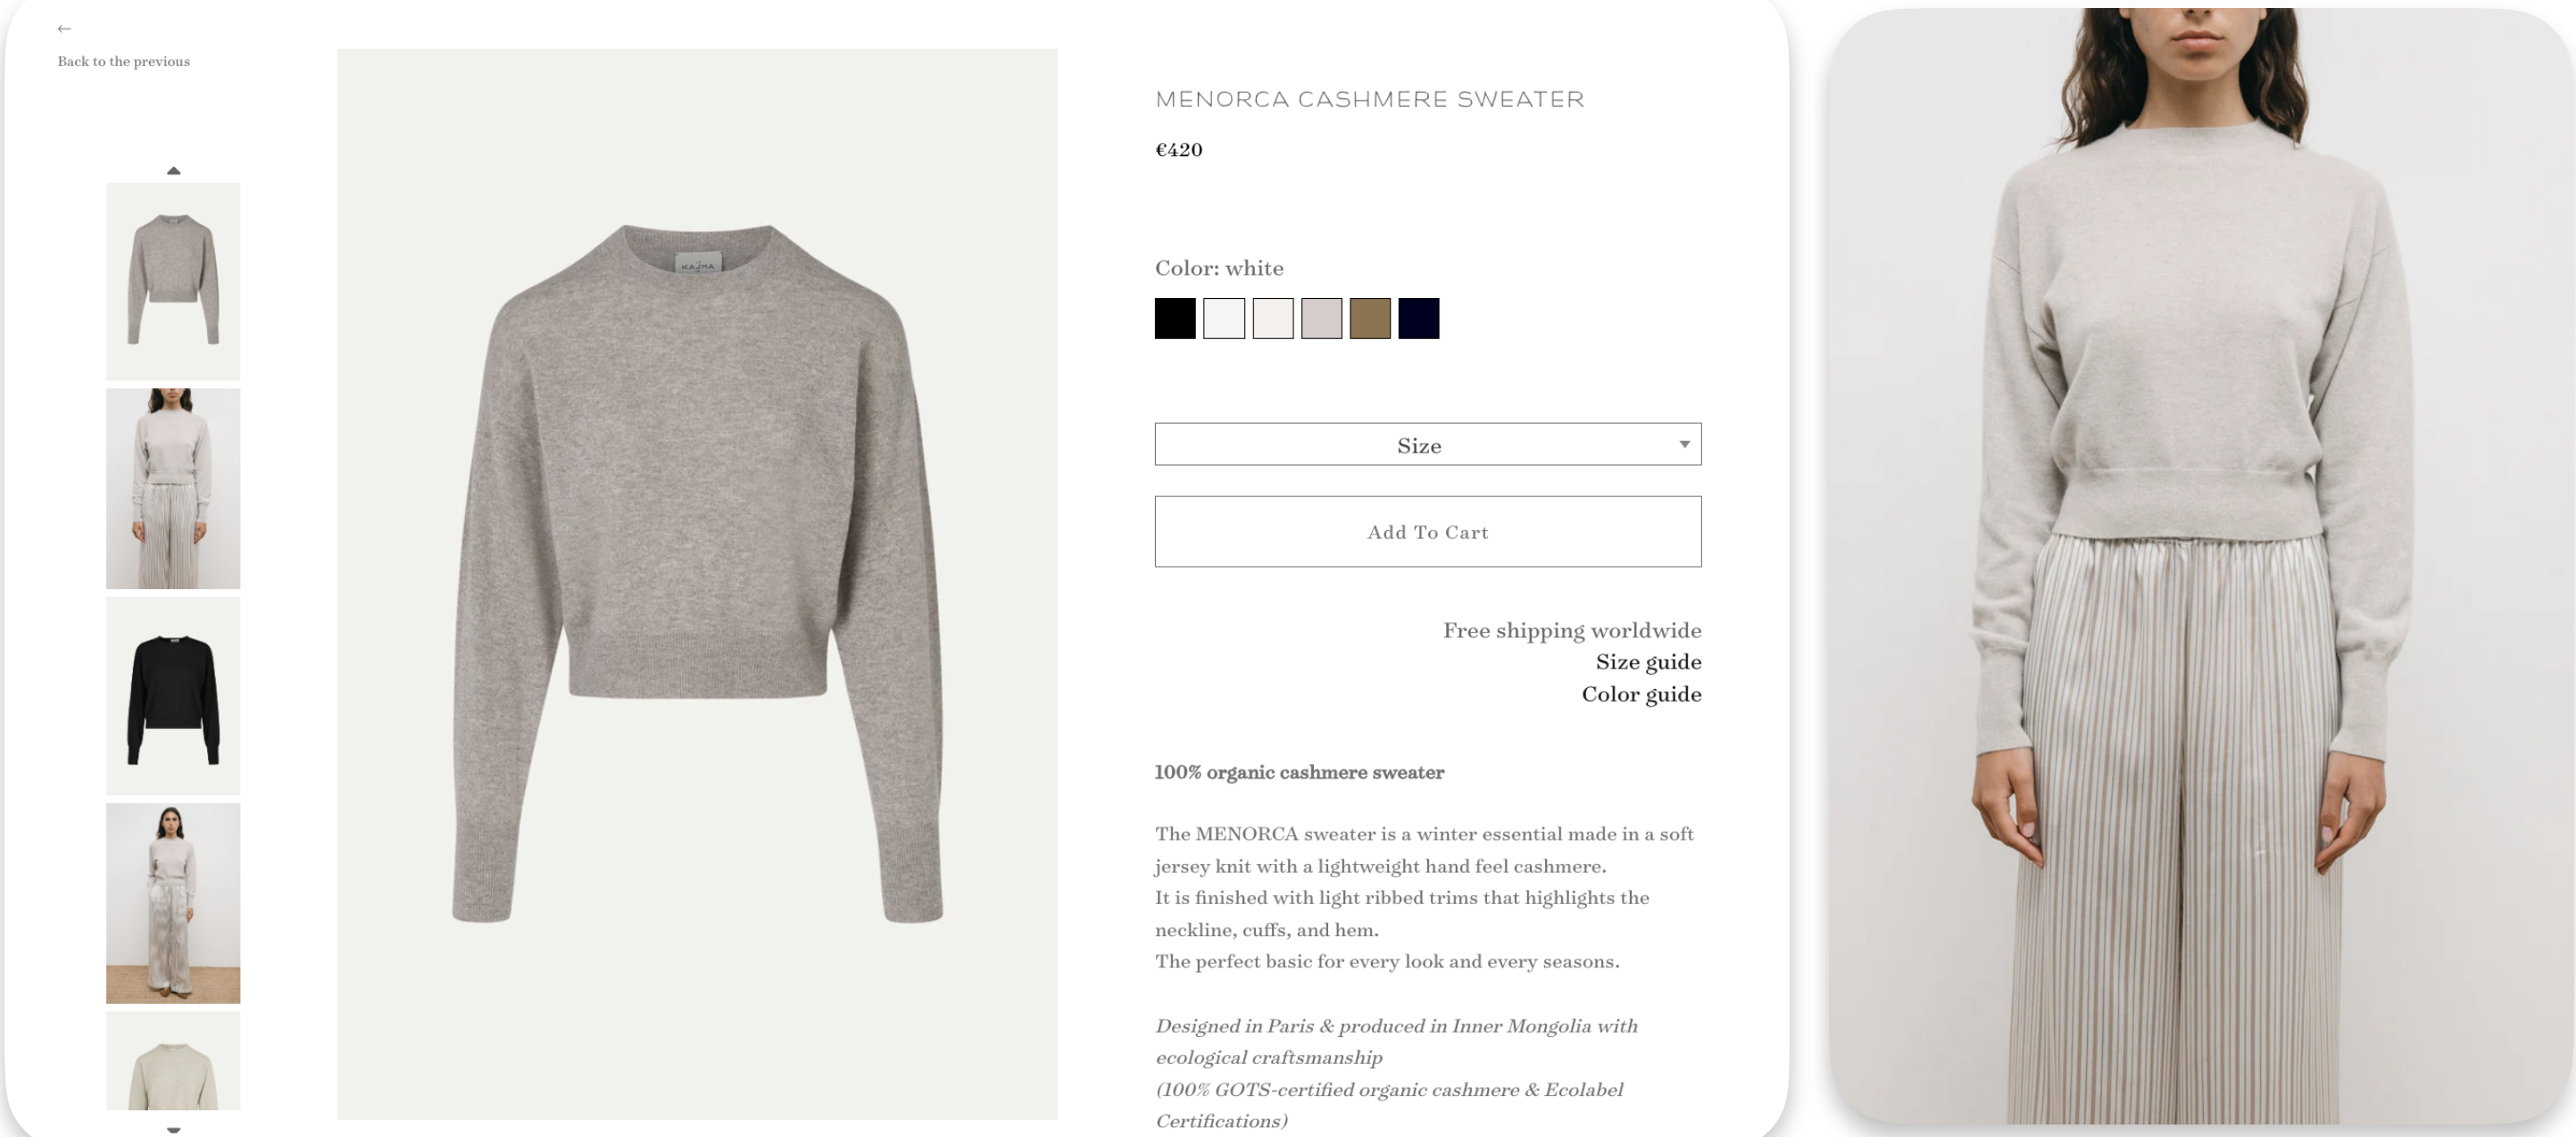 ←
Back to the previous
KAJMA
MENORCA CASHMERE SWEATER
€420
Color: white
Size
Add To Cart
Free shipping worldwide
Size guide
Color guide
100% organic cashmere sweater
The MENORCA sweater is a winter essential made in a soft
jersey knit with a lightweight hand feel cashmere.
It is finished with light ribbed trims that highlights the
neckline, cuffs, and hem.
The perfect basic for every look and every seasons.
Designed in Paris & produced in Inner Mongolia with
ecological craftsmanship
(100% GOTS-certified organic cashmere & Ecolabel
Certifications)